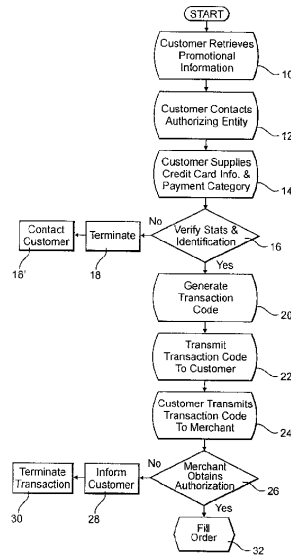 START
Customer Retrieves
Promotional
Information
10
Customer Contacts
Authorizing Entity
12
Customer Supplies
Credit Card Info. &
Payment Category
14
No
Verify Stats &
Identification
16
Contact
Customer
18'
Terminate
18
Yes
Generate
Transaction
Code
20
Transmit
Transaction Code
To Customer
22
Customer Transmits
Transaction Code
To Merchant
24
No
Merchant
Obtains
Authorization
26
Terminate
Transaction
30
Inform
Customer
28
Yes
Fill
Order
32